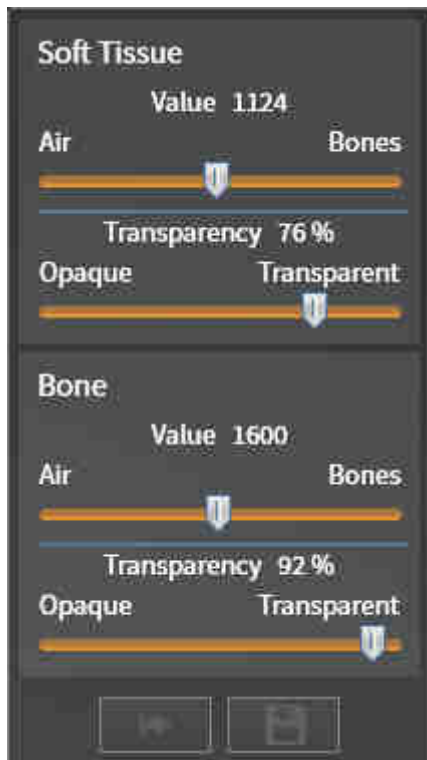 Soft Tissue
Value 1124
Air Bones
Transparency 76 %
Opaque Transparent
Bone
Value 1600
Air Bones
Transparency 92 %
Opaque Transparent